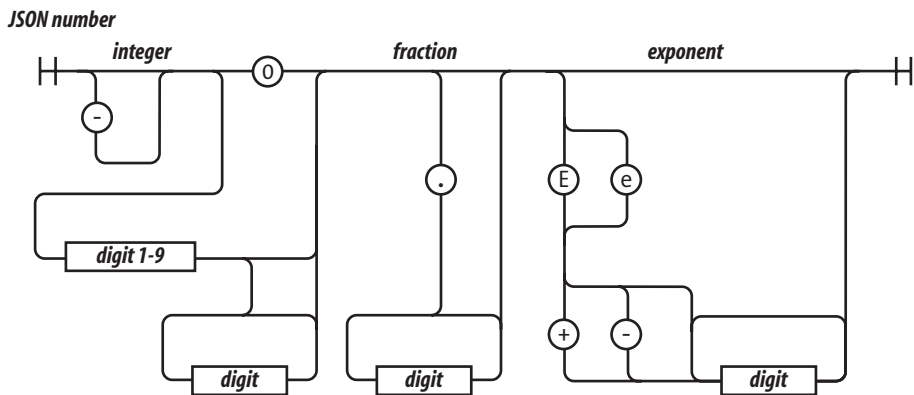 JSON number
integer fraction exponent
0
-
. E e
digit 1-9
+ -
digit digit digit